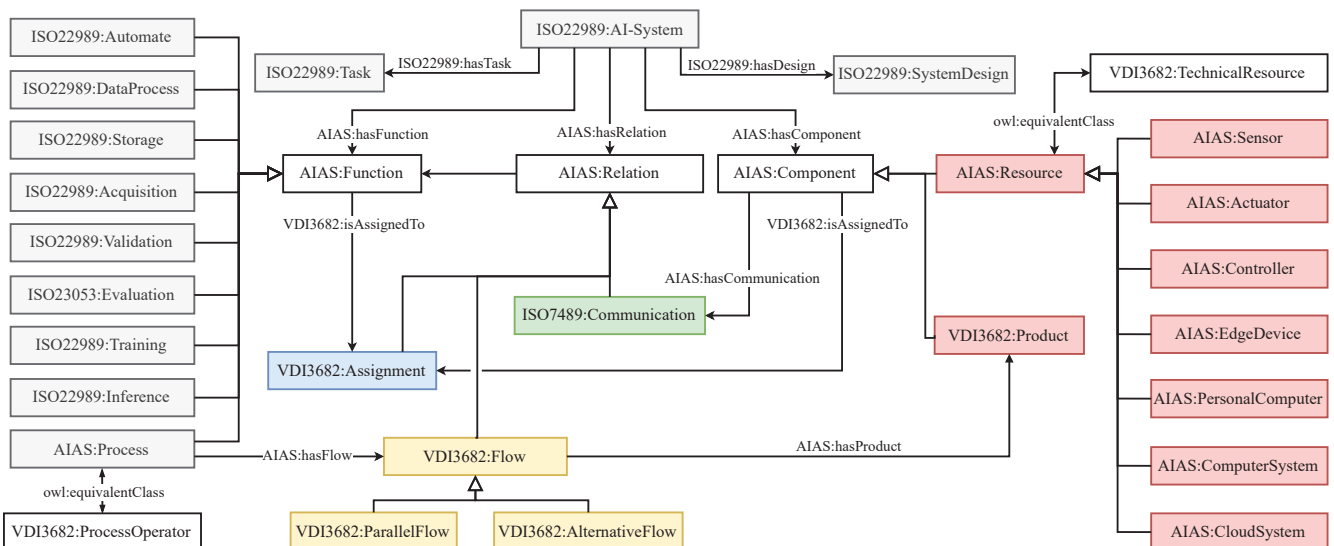 ISO22989:AI-System
ISO22989:Automate
ISO22989:hasTask
ISO22989:hasDesign
ISO22989:Task
ISO22989:SystemDesign
VDI3682:TechnicalResource
ISO22989:DataProcess
owl:equivalentClass
ISO22989:Storage
AIAS:hasFunction
AIAS:hasRelation
AIAS:hasComponent
AIAS:Sensor
AIAS:Function
AIAS:Relation
AIAS:Component
AIAS:Resource
ISO22989:Acquisition
AIAS:Actuator
VDI3682:isAssignedTo
VDI3682:isAssignedTo
ISO22989:Validation
AIAS:Controller
AIAS:hasCommunication
ISO23053:Evaluation
ISO7489:Communication
AIAS:EdgeDevice
VDI3682:Product
ISO22989:Training
VDI3682:Assignment
ISO22989:Inference
AIAS:PersonalComputer
AIAS:Process
AIAS:hasFlow
VDI3682:Flow
AIAS:hasProduct
AIAS:ComputerSystem
owl:equivalentClass
VDI3682:ProcessOperator
VDI3682:ParallelFlow
VDI3682:AlternativeFlow
AIAS:CloudSystem